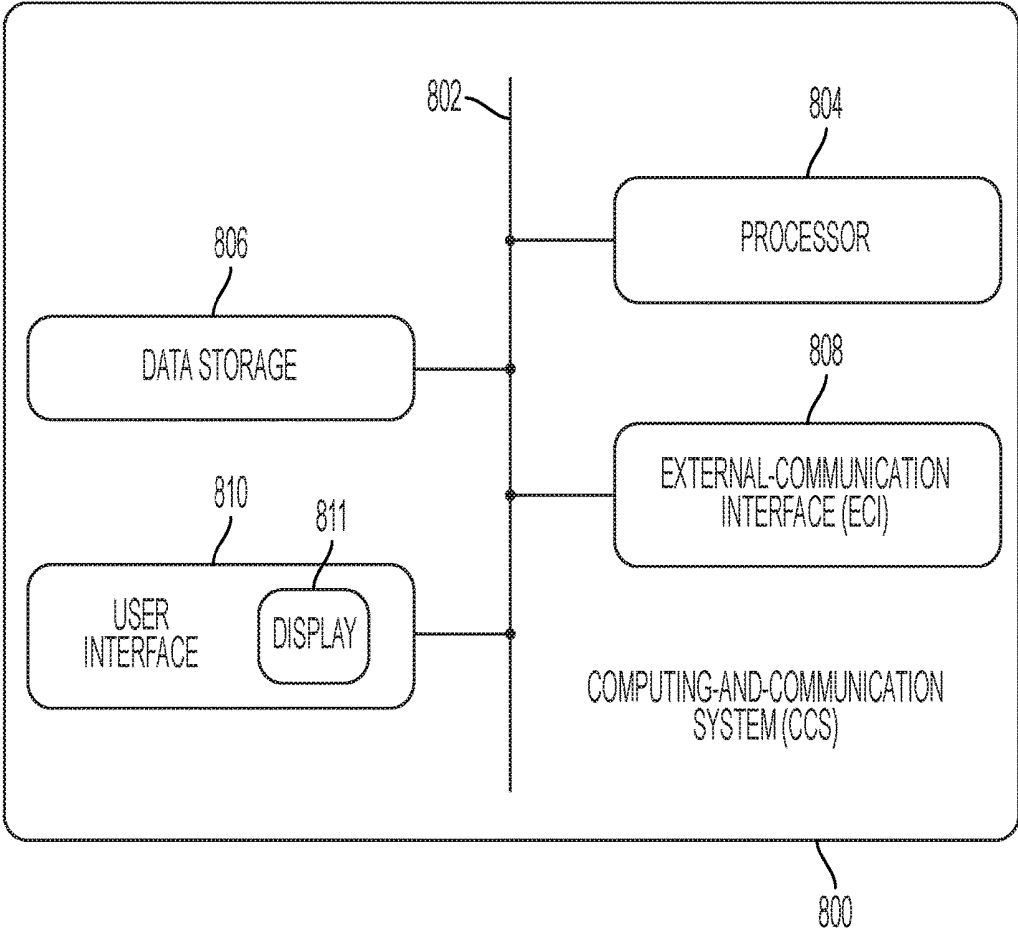 802
804
PROCESSOR
806
DATA STORAGE
808
EXTERNAL-COMMUNICATION
INTERFACE (ECI)
810
811
USER
INTERFACE
DISPLAY
COMPUTING-AND-COMMUNICATION
SYSTEM (CCS)
800